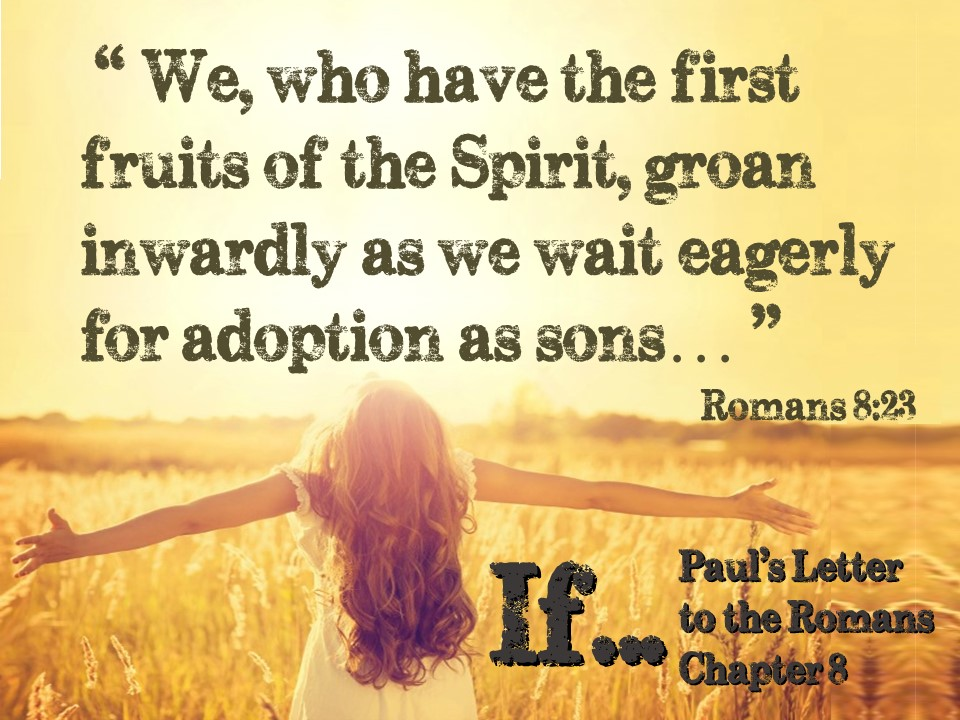 “ We, who have the first
fruits of the Spirit, groan
inwardly as we wait eagerly
for adoption as sons…”
Romans 8:23
If...
Paul’s Letter
to the Romans
Chapter 8